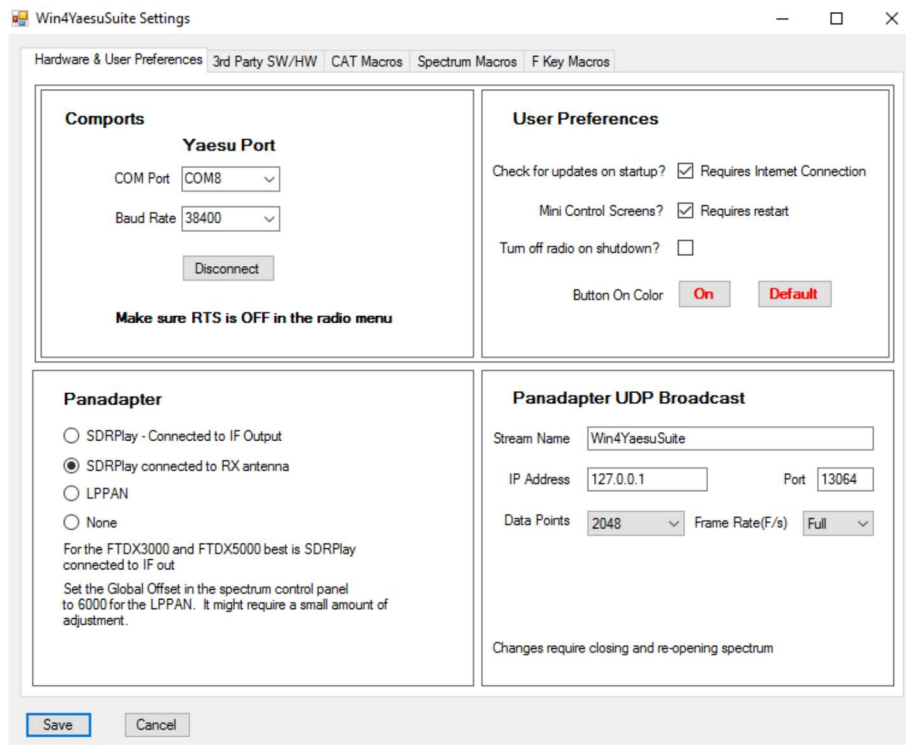 Win4YaesuSuite Settings
Hardware & User Preferences 3rd Party SW/HW CAT Macros Spectrum Macros F Key Macros
Comports
Yaesu Port
COM Port COM8
Baud Rate 38400
Disconnect
Make sure RTS is OFF in the radio menu
User Preferences
Check for updates on startup? Requires Internet Connection
Mini Control Screens? Requires restart
Turn off radio on shutdown?
Button On Color On Default
Panadapter
SDRPlay - Connected to IF Output
SDRPlay connected to RX antenna
LPPAN
None
For the FTDX3000 and FTDX5000 best is SDRPlay
connected to IF out
Set the Global Offset in the spectrum control panel
to 6000 for the LPPAN. It might require a small amount of
adjustment.
Panadapter UDP Broadcast
Stream Name Win4YaesuSuite
IP Address 127.0.0.1 Port 13064
Data Points 2048 Frame Rate(F/s) Full
Changes require closing and re-opening spectrum
Save Cancel